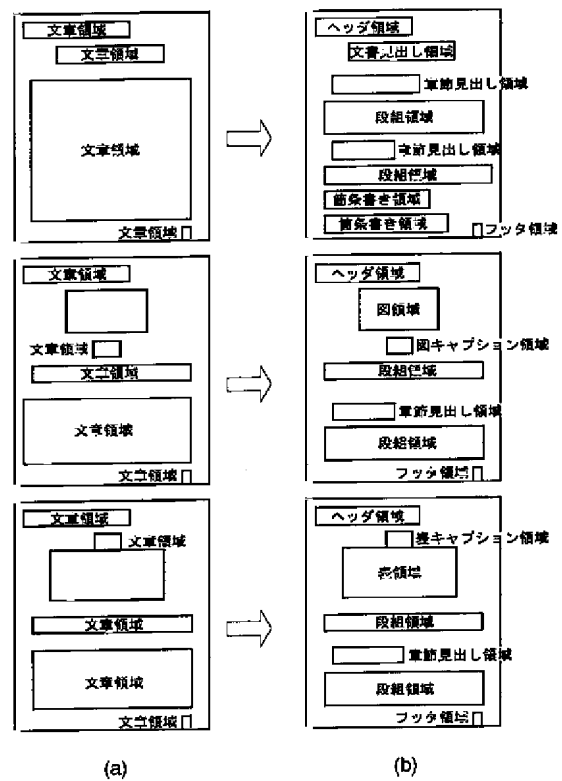 文章領域
文章領域
文章領域
文章領域
ヘッダ領域
文書見出し領域
章節見出し領域
段組領域
章節見出し領域
段組領域
箇条書き領域
箇条書き領域
フッタ領域
文章領域
文章領域
文章領域
文章領域
文章領域
ヘッダ領域
図領域
図キャプション領域
段組領域
章節見出し領域
段組領域
フッタ領域
文章領域
文章領域
文章領域
文章領域
文章領域
ヘッダ領域
表キャプション領域
表領域
段組領域
章節見出し領域
段組領域
フッタ領域
(a)
(b)